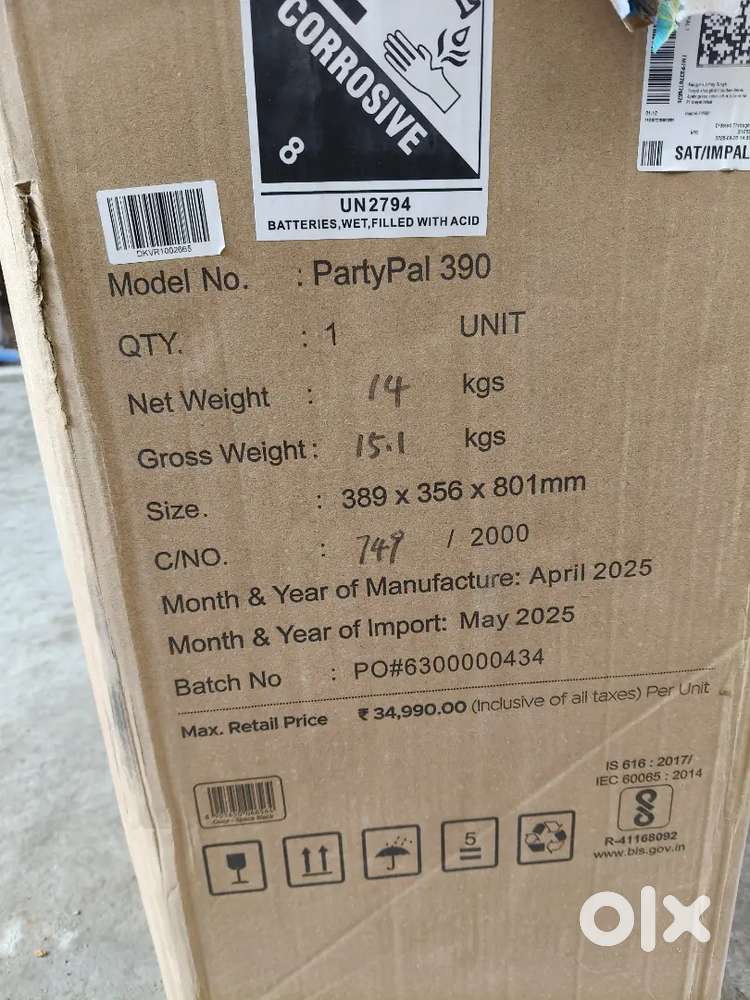 CORROSIVE
8
UN2794
BATTERIES,WET,FILLED WITH ACID
SAT/IMPAL
DKVR1002665
Model No. : PartyPal 390
QTY. : 1 UNIT
Net Weight : 14 kgs
Gross Weight : 15.1 kgs
Size. : 389 x 356 x 801mm
C/NO. : 749 / 2000
Month & Year of Manufacture: April 2025
Month & Year of Import: May 2025
Batch No : PO#6300000434
Max. Retail Price ₹ 34,990.00 (Inclusive of all taxes) Per Unit
IS 616 : 2017/
IEC 60065 : 2014
R-41168092
www.bis.gov.in
5
olx